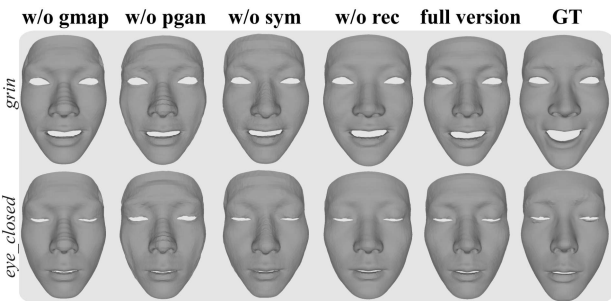 w/o gmap w/o pgan w/o sym w/o rec full version GT
grin
eye_closed